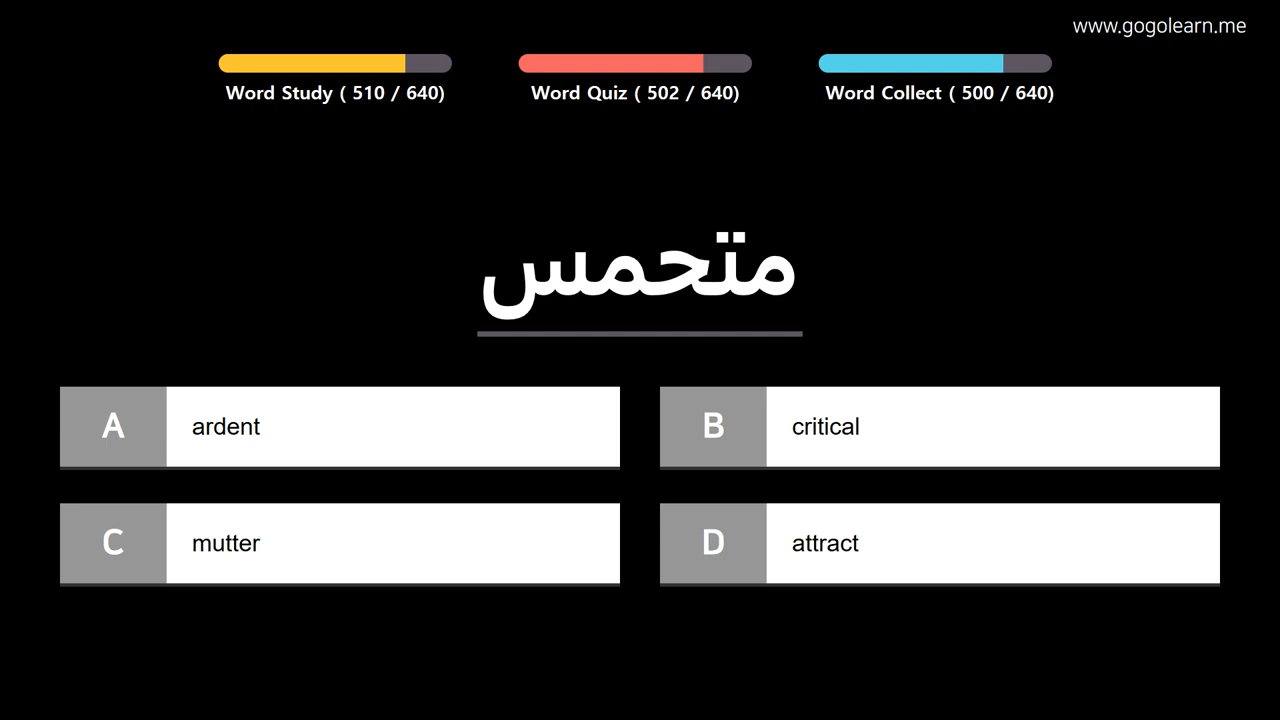 www.gogolearn.me
Word Study ( 510 / 640)
Word Quiz ( 502 / 640)
Word Collect ( 500 / 640)
متحمس
A ardent
B critical
C mutter
D attract